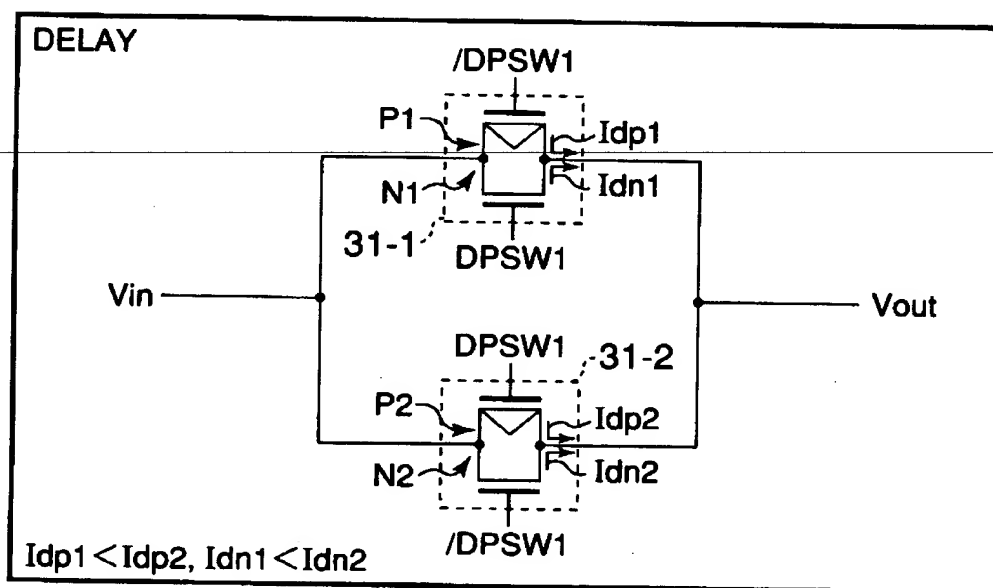 DELAY
/DPSW1
P1
Idp1
N1
Idn1
31-1
DPSW1
Vin
Vout
DPSW1
31-2
P2
Idp2
N2
Idn2
/DPSW1
Idp1<Idp2, Idn1<Idn2